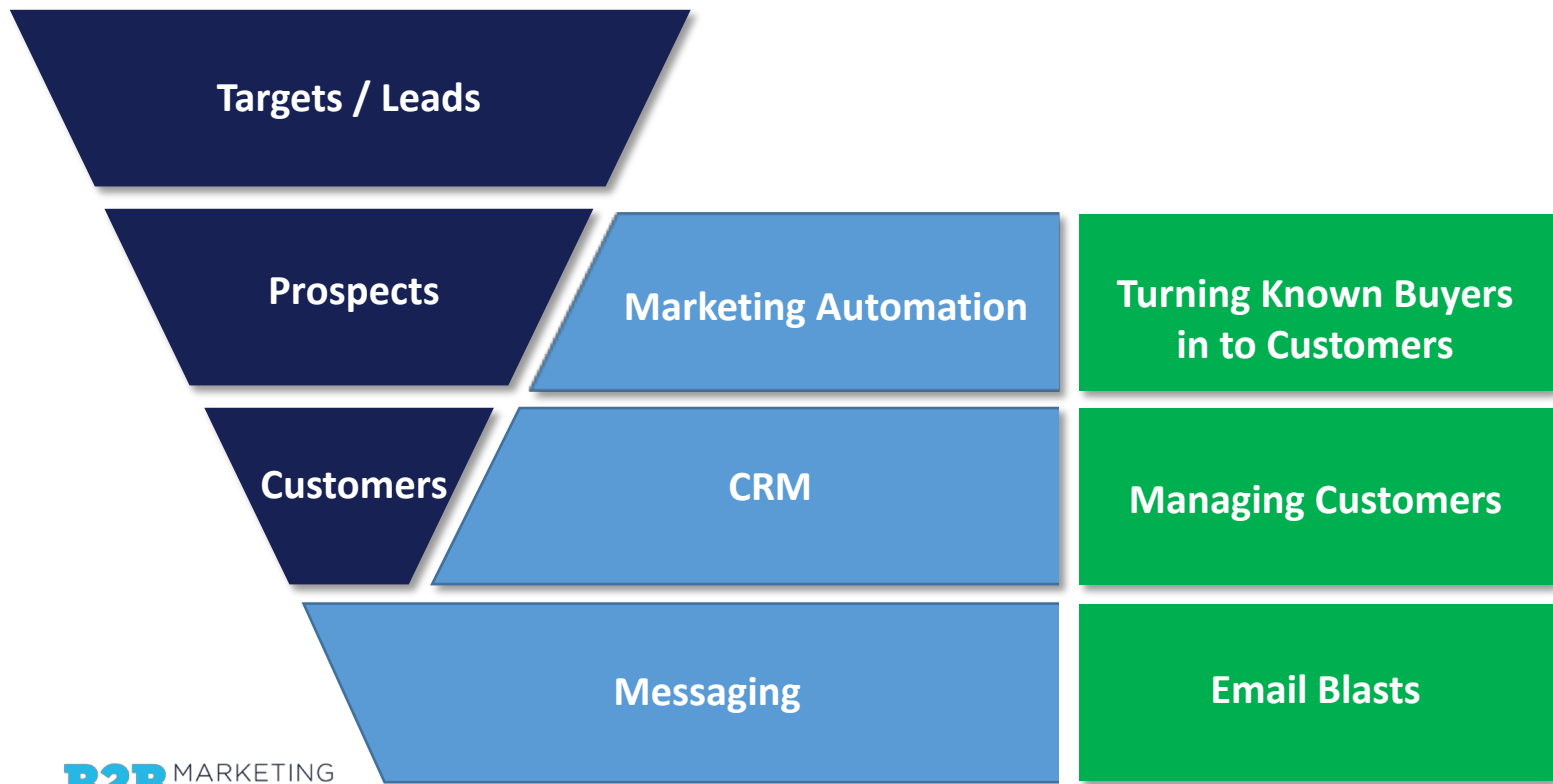 Targets / Leads
Prospects
Marketing Automation
Turning Known Buyers
in to Customers
Customers
CRM
Managing Customers
Messaging
Email Blasts
B2B MARKETING